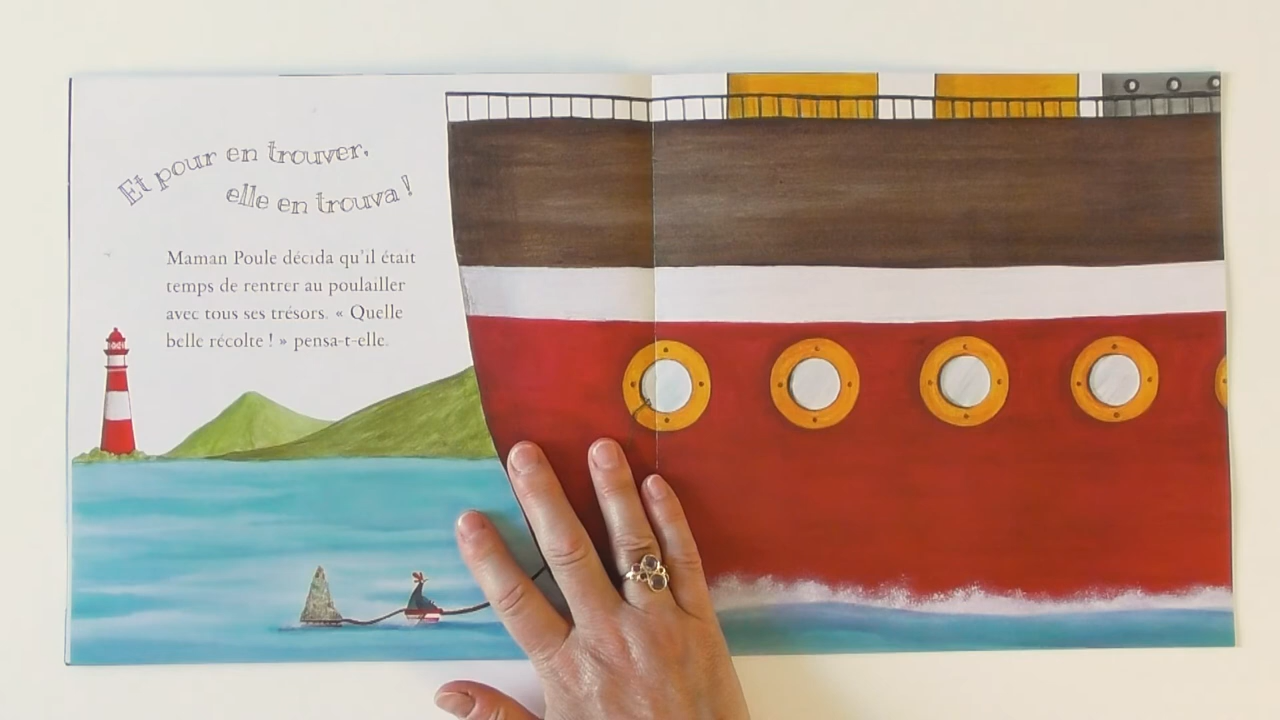 Et pour en trouver,
elle en trouva !
Maman Poule décida qu'il était
temps de rentrer au poulailler
avec tous ses trésors. « Quelle
belle récolte ! » pensa-t-elle.